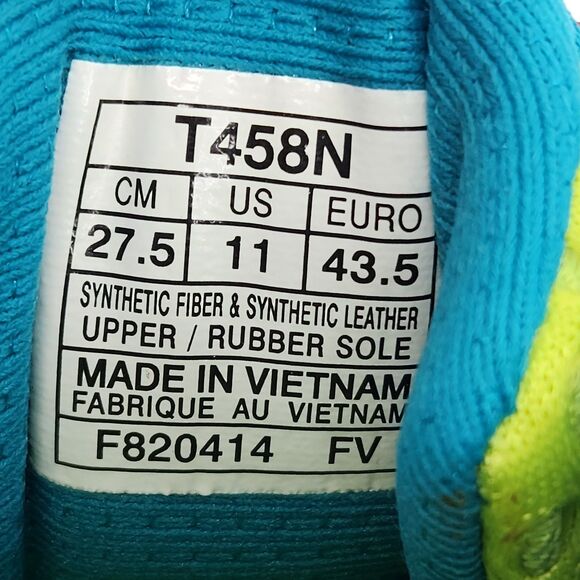 T458N
CM US EURO
27.5 11 43.5
SYNTHETIC FIBER & SYNTHETIC LEATHER
UPPER / RUBBER SOLE
MADE IN VIETNAM
FABRIQUE AU VIETNAM
F820414 FV